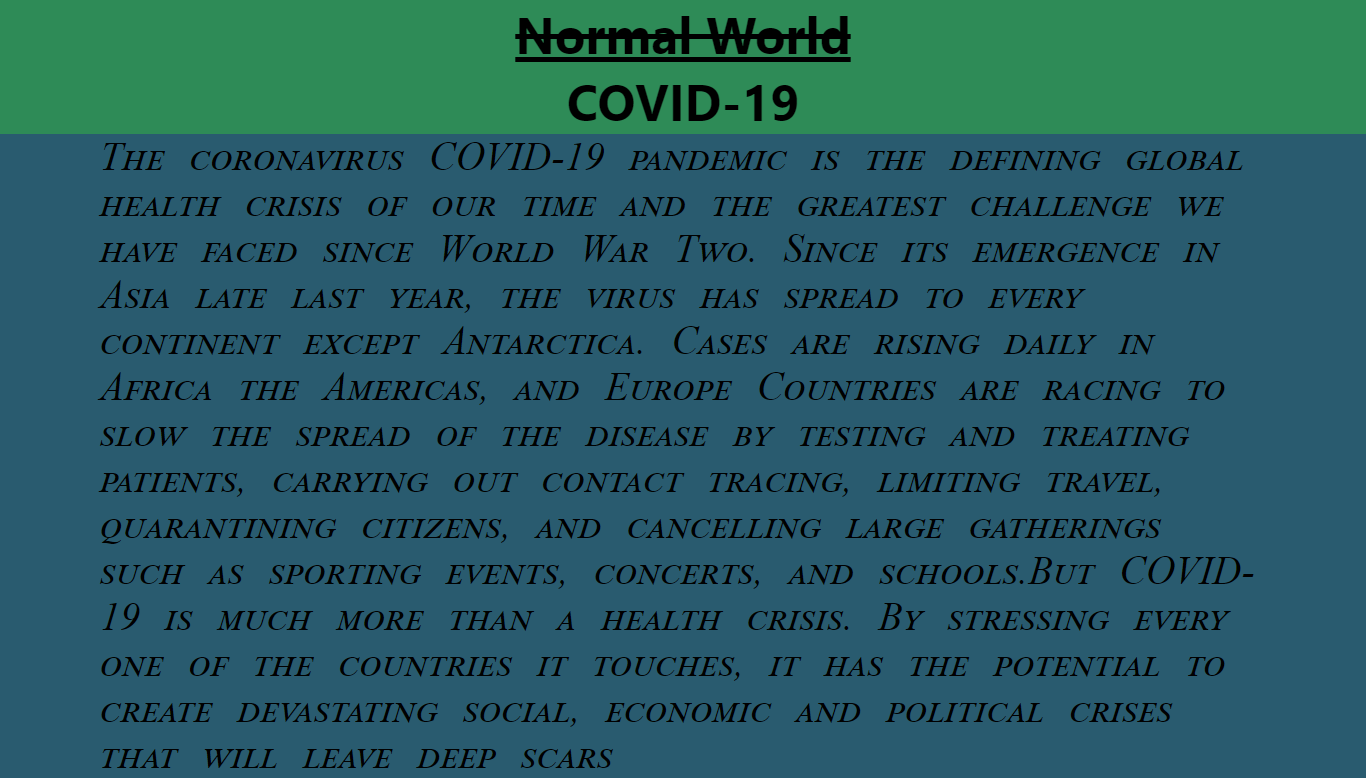 Normal World
COVID-19
The coronavirus COVID-19 pandemic is the defining global
health crisis of our time and the greatest challenge we
have faced since World War Two. Since its emergence in
Asia late last year, the virus has spread to every
continent except Antarctica. Cases are rising daily in
Africa the Americas, and Europe Countries are racing to
slow the spread of the disease by testing and treating
patients, carrying out contact tracing, limiting travel,
quarantining citizens, and cancelling large gatherings
such as sporting events, concerts, and schools.But COVID-
19 is much more than a health crisis. By stressing every
one of the countries it touches, it has the potential to
create devastating social, economic and political crises
that will leave deep scars